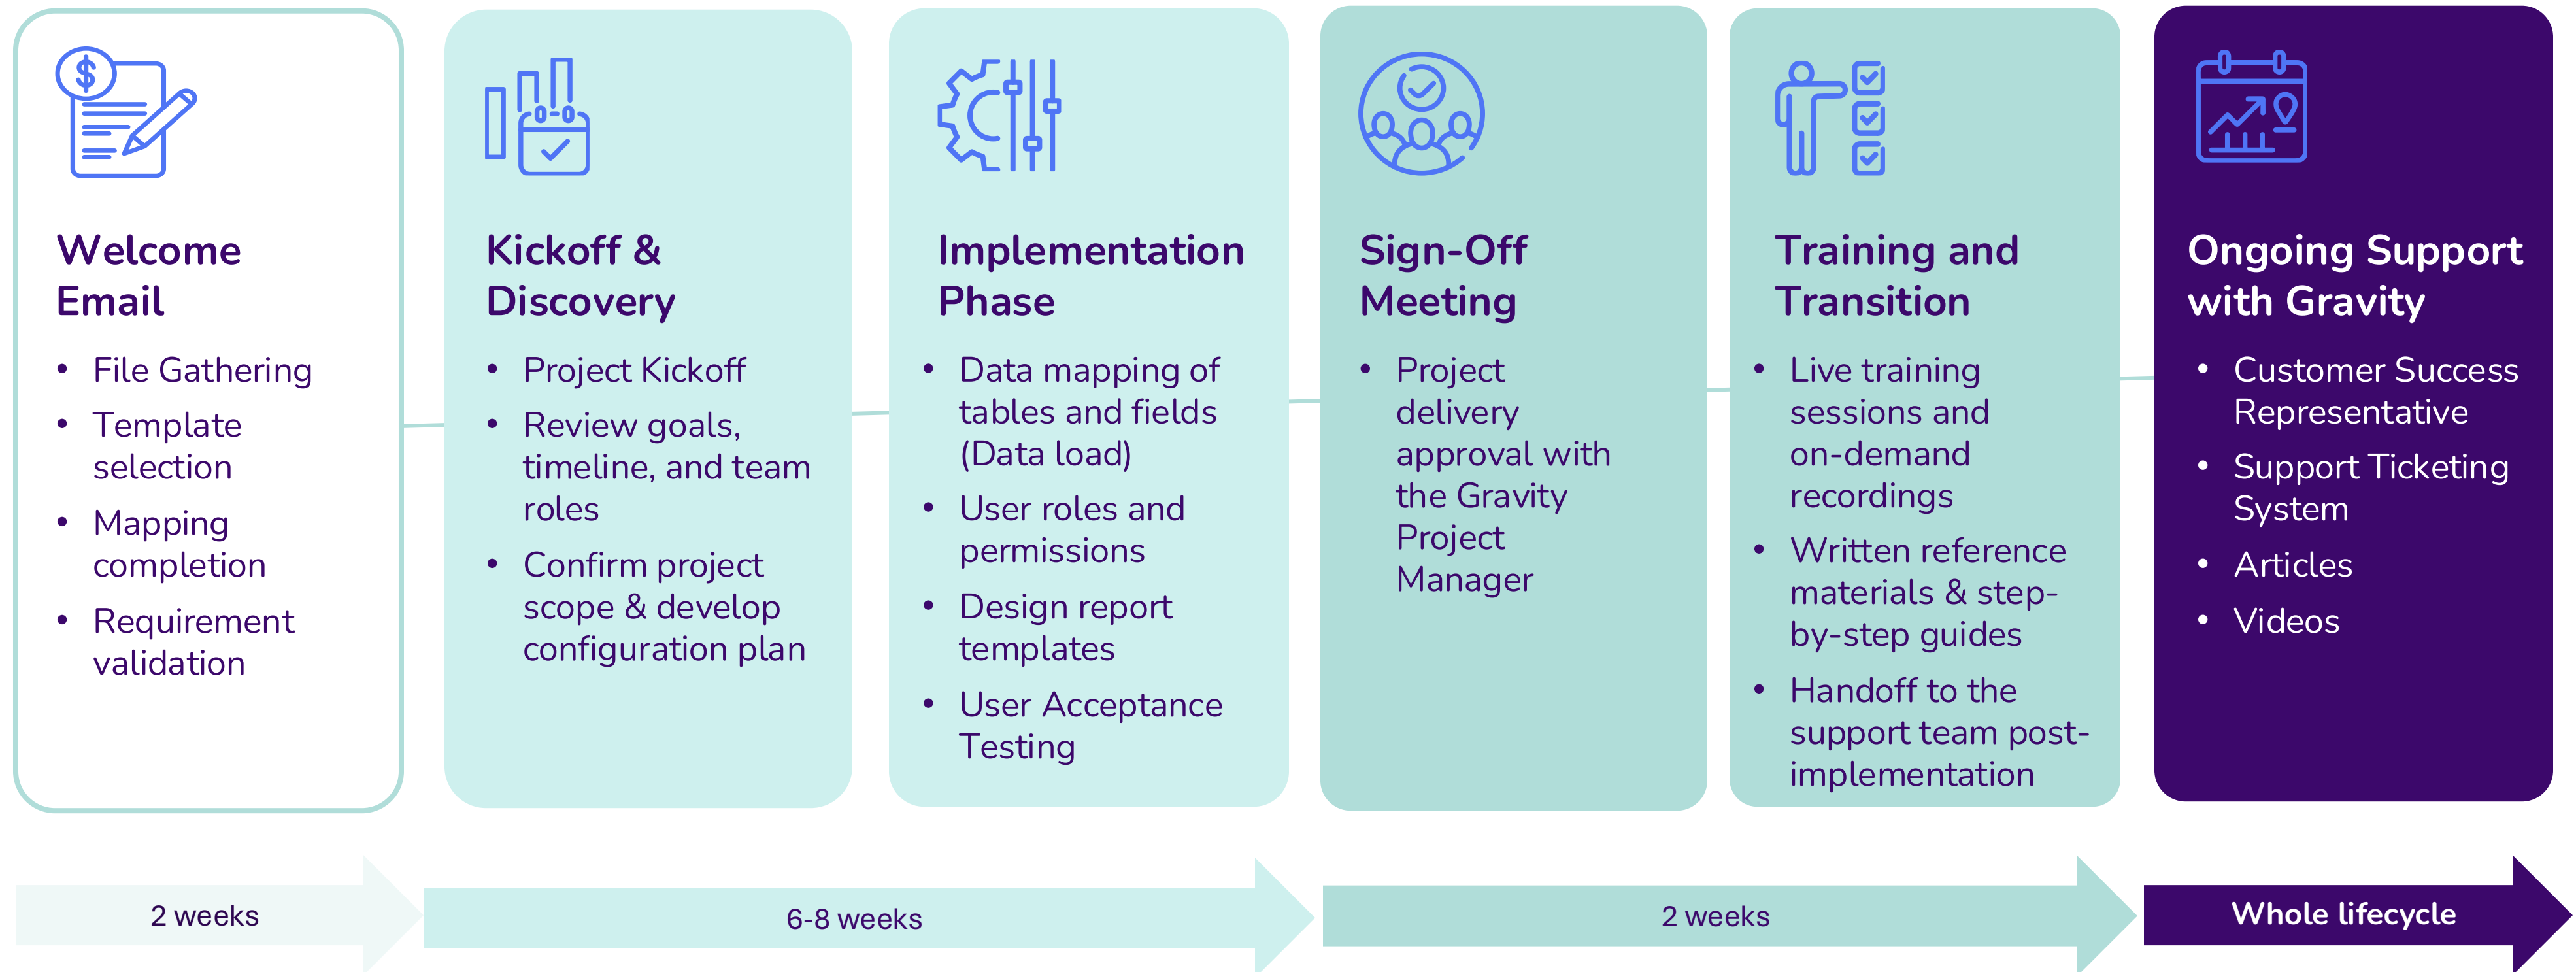 $
Welcome
Email
• File Gathering
• Template
selection
• Mapping
completion
• Requirement
validation
Kickoff &
Discovery
• Project Kickoff
• Review goals,
timeline, and team
roles
• Confirm project
scope & develop
configuration plan
Implementation
Phase
• Data mapping of
tables and fields
(Data load)
• User roles and
permissions
• Design report
templates
• User Acceptance
Testing
Sign-Off
Meeting
• Project
delivery
approval with
the Gravity
Project
Manager
Training and
Transition
• Live training
sessions and
on-demand
recordings
• Written reference
materials & step-
by-step guides
• Handoff to the
support team post-
implementation
Ongoing Support
with Gravity
• Customer Success
Representative
• Support Ticketing
System
• Articles
• Videos
2 weeks
6-8 weeks
2 weeks
Whole lifecycle